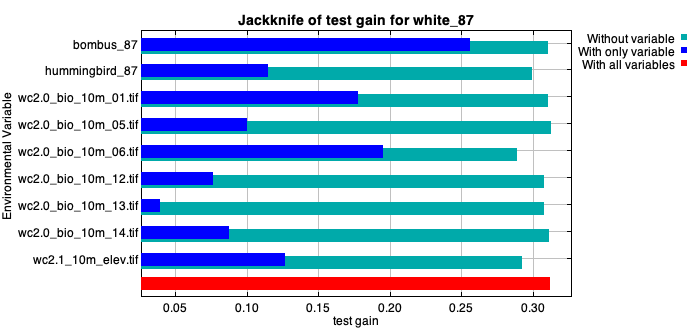 Jackknife of test gain for white_87
Without variable
With only variable
With all variables
Environmental Variable
bombus_87
hummingbird_87
wc2.0_bio_10m_01.tif
wc2.0_bio_10m_05.tif
wc2.0_bio_10m_06.tif
wc2.0_bio_10m_12.tif
wc2.0_bio_10m_13.tif
wc2.0_bio_10m_14.tif
wc2.1_10m_elev.tif
0.05 0.10 0.15 0.20 0.25 0.30
test gain